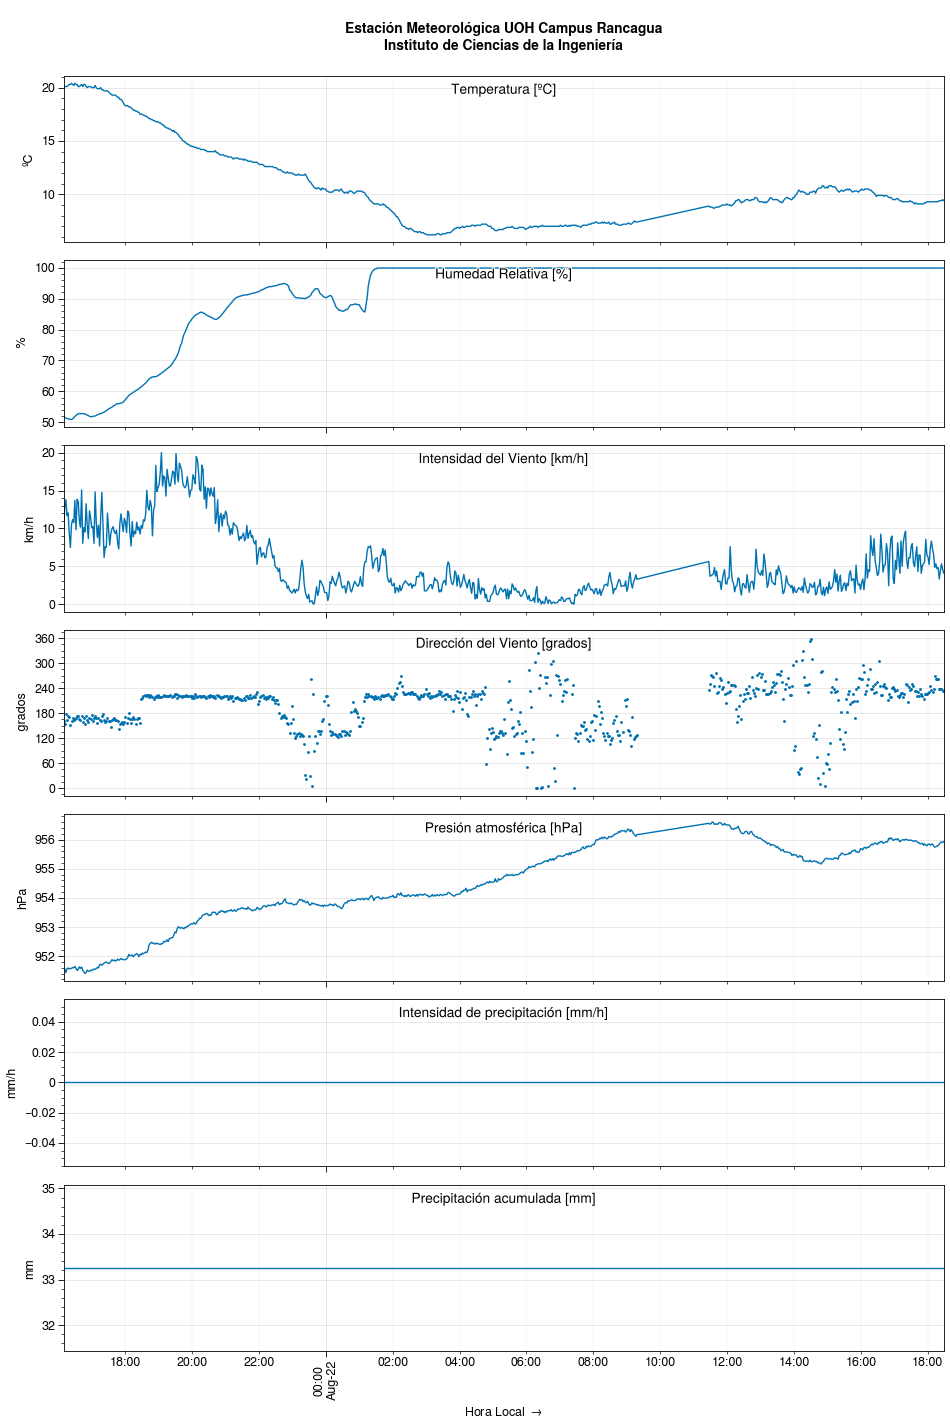 Estación Meteorológica UOH Campus Rancagua
Instituto de Ciencias de la Ingeniería
Temperatura [ºC]
ºC
20
15
10
Humedad Relativa [%]
%
100
90
80
70
60
50
Intensidad del Viento [km/h]
km/h
20
15
10
5
0
Dirección del Viento [grados]
grados
360
300
240
180
120
60
0
Presión atmosférica [hPa]
hPa
956
955
954
953
952
Intensidad de precipitación [mm/h]
mm/h
0.04
0.02
0
−0.02
−0.04
Precipitación acumulada [mm]
mm
35
34
33
32
18:00 20:00 22:00 00:00 02:00 04:00 06:00 08:00 10:00 12:00 14:00 16:00 18:00
Aug-22
Hora Local →